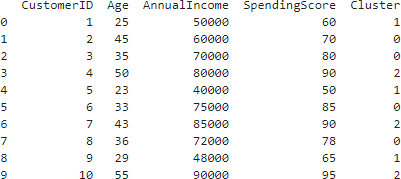 CustomerID Age AnnualIncome SpendingScore Cluster
0 1 25 50000 60 1
1 2 45 60000 70 0
2 3 35 70000 80 0
3 4 50 80000 90 2
4 5 23 40000 50 1
5 6 33 75000 85 0
6 7 43 85000 90 2
7 8 36 72000 78 0
8 9 29 48000 65 1
9 10 55 90000 95 2